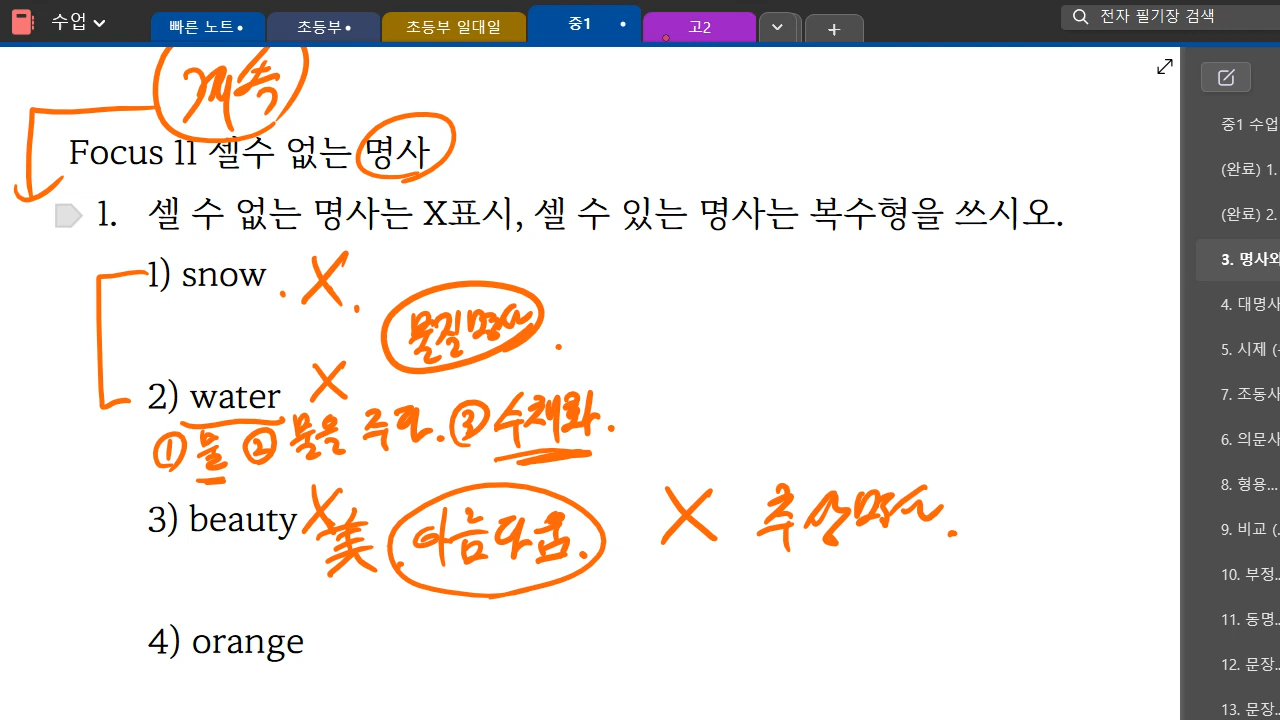 수업
빠른 노트
초등부
초등부 일대일
중1
고2
전자 필기장 검색
계속
Focus 11 셀수 없는 명사
1. 셀 수 없는 명사는 X표시, 셀 수 있는 명사는 복수형을 쓰시오.
1) snow . X .
물질명사 .
2) water X
① 물 ② 물을 주다. ③ 수채화.
3) beauty X 美. 아름다움. X 추상명사.
4) orange
중1 수업
(완료) 1.
(완료) 2.
3. 명사와
4. 대명사
5. 시제 (
7. 조동사
6. 의문사
8. 형용...
9. 비교 (.
10. 부정..
11. 동명..
12. 문장..
13. 문장..